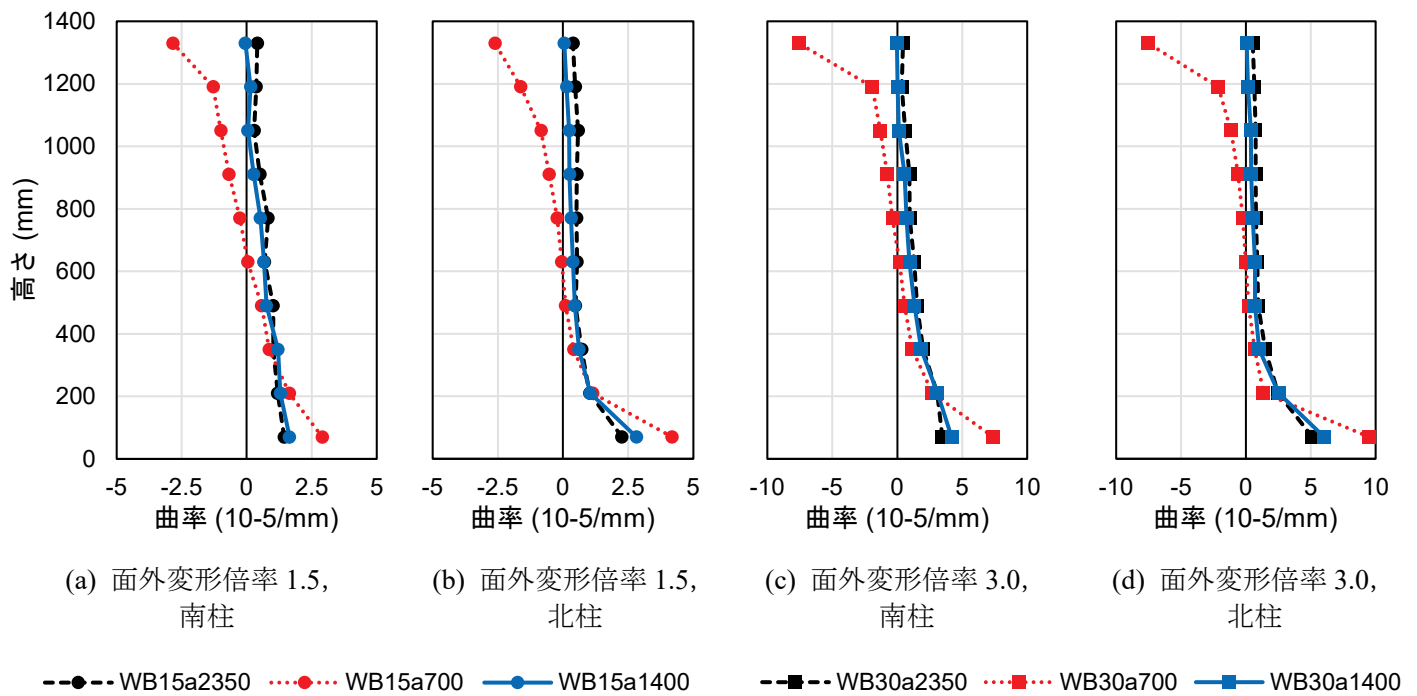 1400
1200
1000
800
600
400
200
0
高さ (mm)
-5 -2.5 0 2.5 5
曲率 (10-5/mm)
-5 -2.5 0 2.5 5
曲率 (10-5/mm)
-10 -5 0 5 10
曲率 (10-5/mm)
-10 -5 0 5 10
曲率 (10-5/mm)
(a) 面外変形倍率 1.5,
南柱
(b) 面外変形倍率 1.5,
北柱
(c) 面外変形倍率 3.0,
南柱
(d) 面外変形倍率 3.0,
北柱
WB15a2350 WB15a700 WB15a1400
WB30a2350 WB30a700 WB30a1400